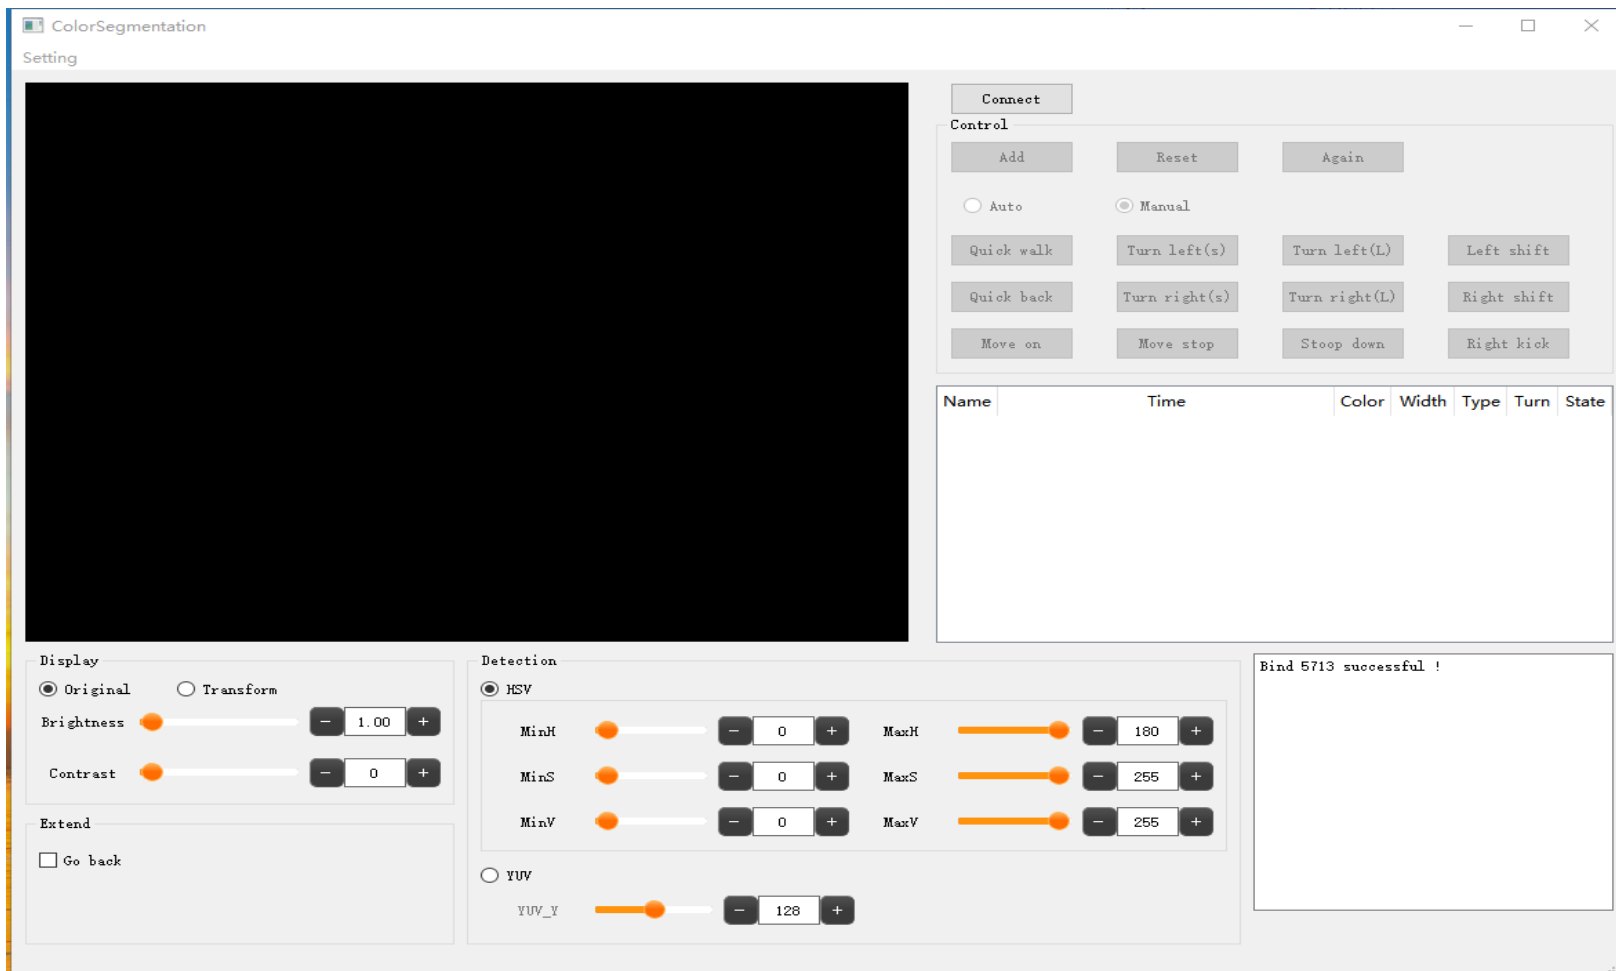 ColorSegmentation
Setting
Connect
Control
Add Reset Again
Auto Manual
Quick walk Turn left(s) Turn left(L) Left shift
Quick back Turn right(s) Turn right(L) Right shift
Move on Move stop Stoop down Right kick
Name Time Color Width Type Turn State
Display
Original Transform
Brightness - 1.00 +
Contrast - 0 +
Extend
Go back
Detection
HSV
MinH - 0 + MaxH - 180 +
MinS - 0 + MaxS - 255 +
MinV - 0 + MaxV - 255 +
YUV
YUV_Y - 128 +
Bind 5713 successful !